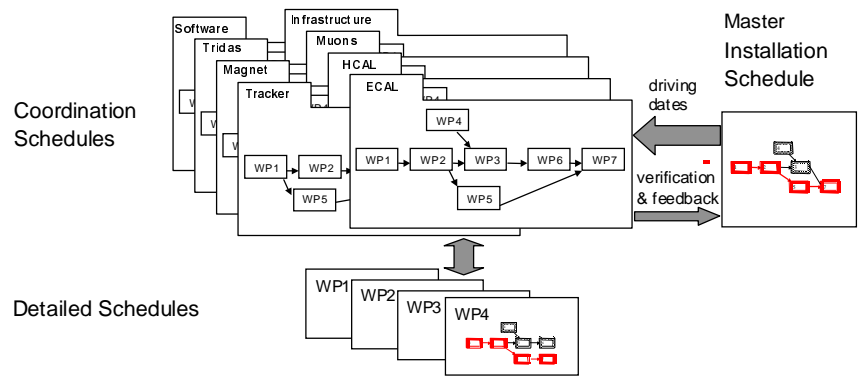 Infrastructure
Software
Muons
Tridas
HCAL
Magnet
ECAL
Tracker
Master
Installation
Schedule
Coordination
Schedules
driving
dates
WP4
WP1
WP2
WP1
WP2
WP3
WP6
WP7
WP5
WP5
verification
& feedback
Detailed Schedules
WP1
WP2
WP3
WP4